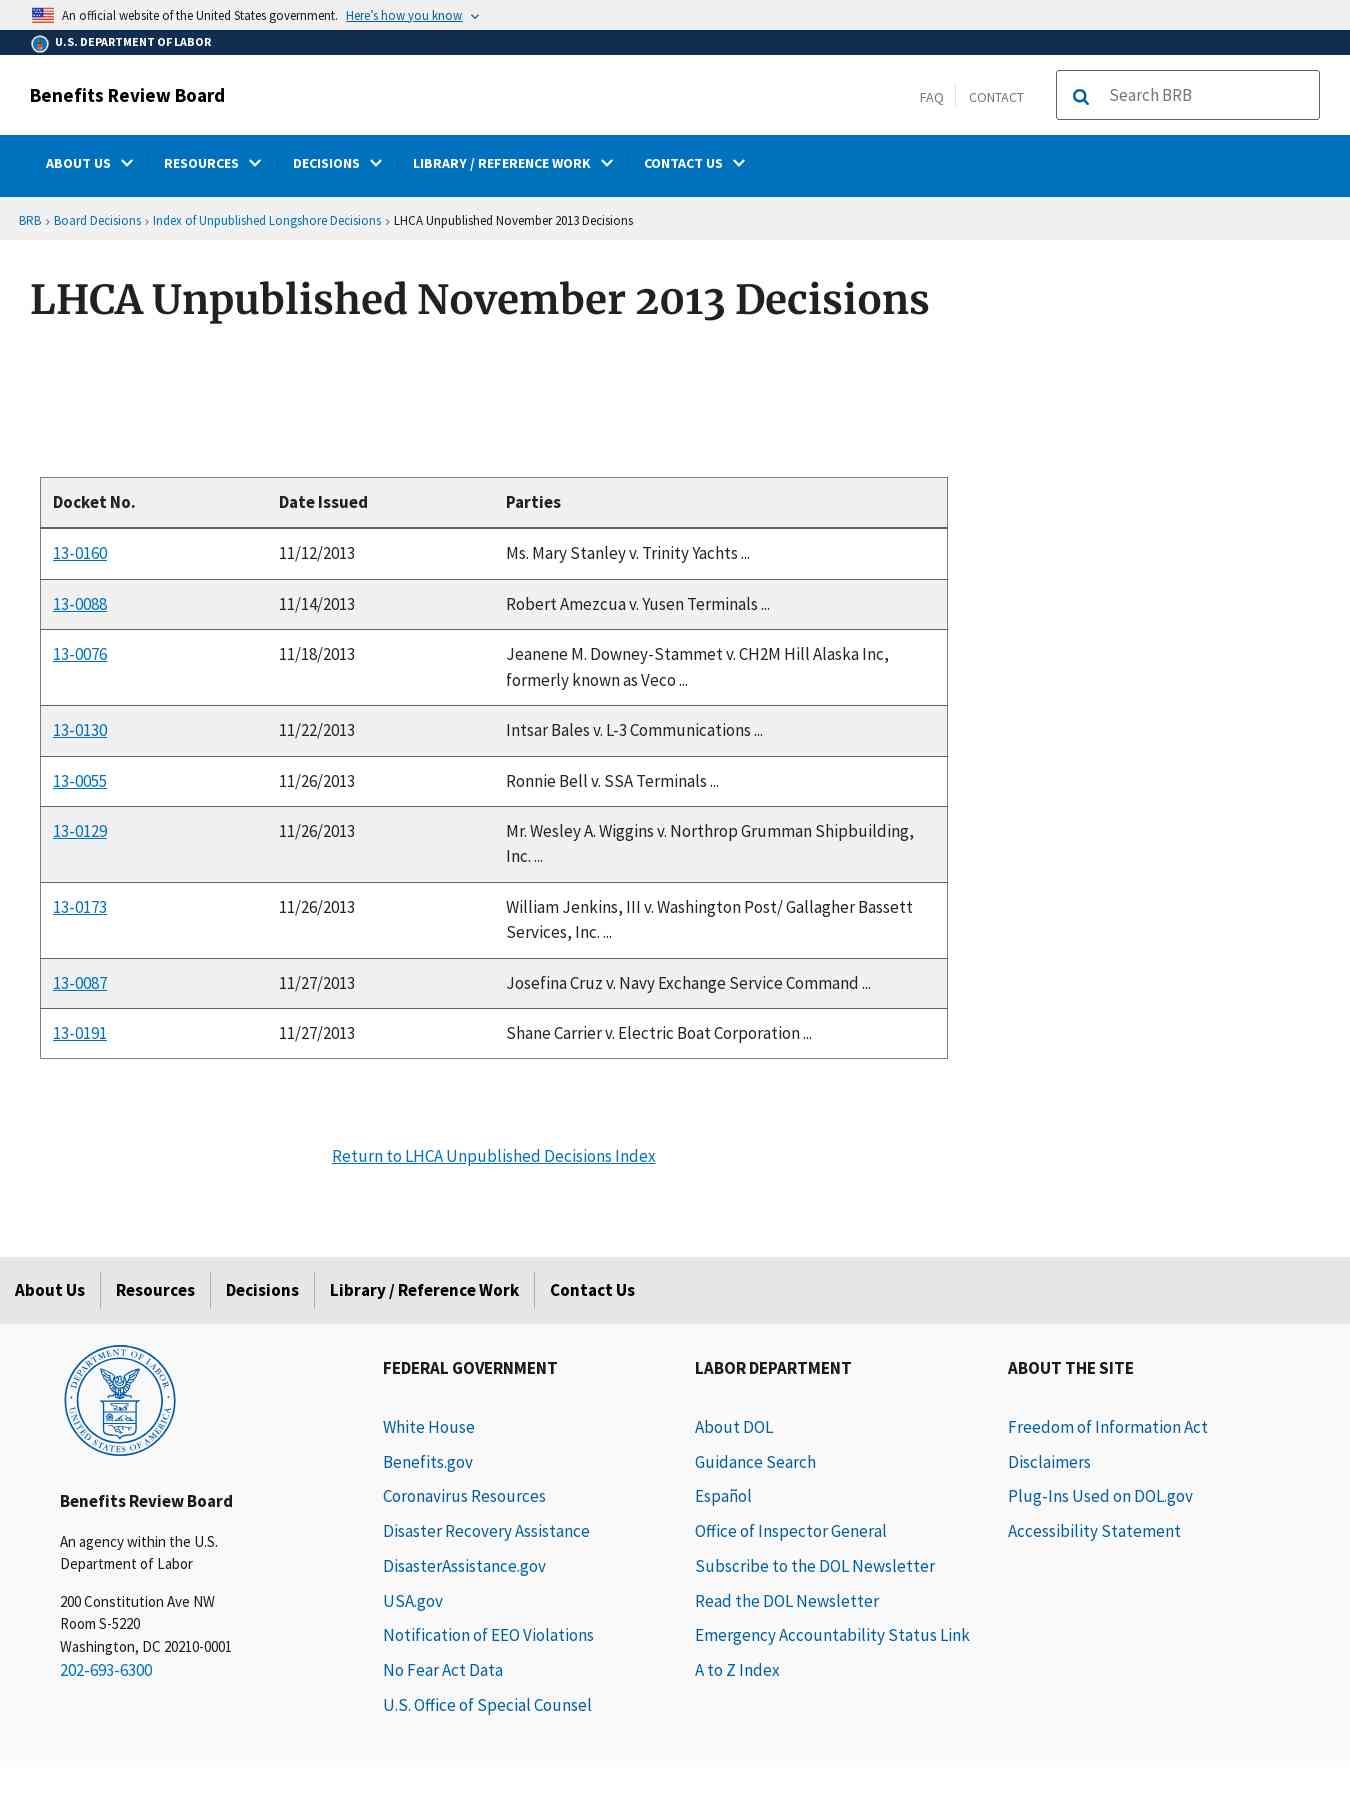 An official website of the United States government. Here's how you know
U.S. DEPARTMENT OF LABOR
Benefits Review Board
FAQ CONTACT Search BRB
ABOUT US RESOURCES DECISIONS LIBRARY / REFERENCE WORK CONTACT US
BRB › Board Decisions › Index of Unpublished Longshore Decisions › LHCA Unpublished November 2013 Decisions
LHCA Unpublished November 2013 Decisions
Docket No. Date Issued Parties
13-0160 11/12/2013 Ms. Mary Stanley v. Trinity Yachts ...
13-0088 11/14/2013 Robert Amezcua v. Yusen Terminals ...
13-0076 11/18/2013 Jeanene M. Downey-Stammet v. CH2M Hill Alaska Inc,
formerly known as Veco ...
13-0130 11/22/2013 Intsar Bales v. L-3 Communications ...
13-0055 11/26/2013 Ronnie Bell v. SSA Terminals ...
13-0129 11/26/2013 Mr. Wesley A. Wiggins v. Northrop Grumman Shipbuilding,
Inc. ...
13-0173 11/26/2013 William Jenkins, III v. Washington Post/ Gallagher Bassett
Services, Inc. ...
13-0087 11/27/2013 Josefina Cruz v. Navy Exchange Service Command ...
13-0191 11/27/2013 Shane Carrier v. Electric Boat Corporation ...
Return to LHCA Unpublished Decisions Index
About Us Resources Decisions Library / Reference Work Contact Us
DEPARTMENT OF LABOR
UNITED STATES OF AMERICA
Benefits Review Board
An agency within the U.S.
Department of Labor
200 Constitution Ave NW
Room S-5220
Washington, DC 20210-0001
202-693-6300
FEDERAL GOVERNMENT
White House
Benefits.gov
Coronavirus Resources
Disaster Recovery Assistance
DisasterAssistance.gov
USA.gov
Notification of EEO Violations
No Fear Act Data
U.S. Office of Special Counsel
LABOR DEPARTMENT
About DOL
Guidance Search
Español
Office of Inspector General
Subscribe to the DOL Newsletter
Read the DOL Newsletter
Emergency Accountability Status Link
A to Z Index
ABOUT THE SITE
Freedom of Information Act
Disclaimers
Plug-Ins Used on DOL.gov
Accessibility Statement